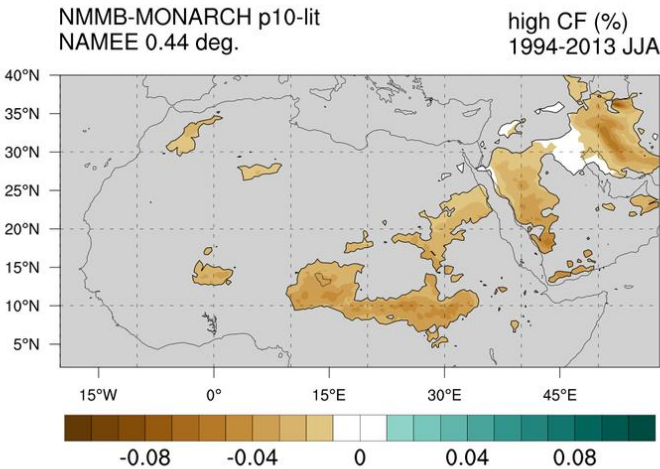 NMMB-MONARCH p10-lit
NAMEE 0.44 deg.
high CF (%)
1994-2013 JJA
40°N
35°N
30°N
25°N
20°N
15°N
10°N
5°N
15°W 0° 15°E 30°E 45°E
-0.08 -0.04 0 0.04 0.08